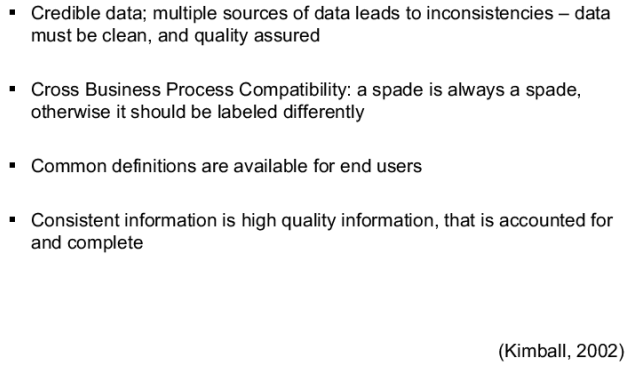 ▪ Credible data; multiple sources of data leads to inconsistencies – data
must be clean, and quality assured
▪ Cross Business Process Compatibility: a spade is always a spade,
otherwise it should be labeled differently
▪ Common definitions are available for end users
▪ Consistent information is high quality information, that is accounted for
and complete
(Kimball, 2002)